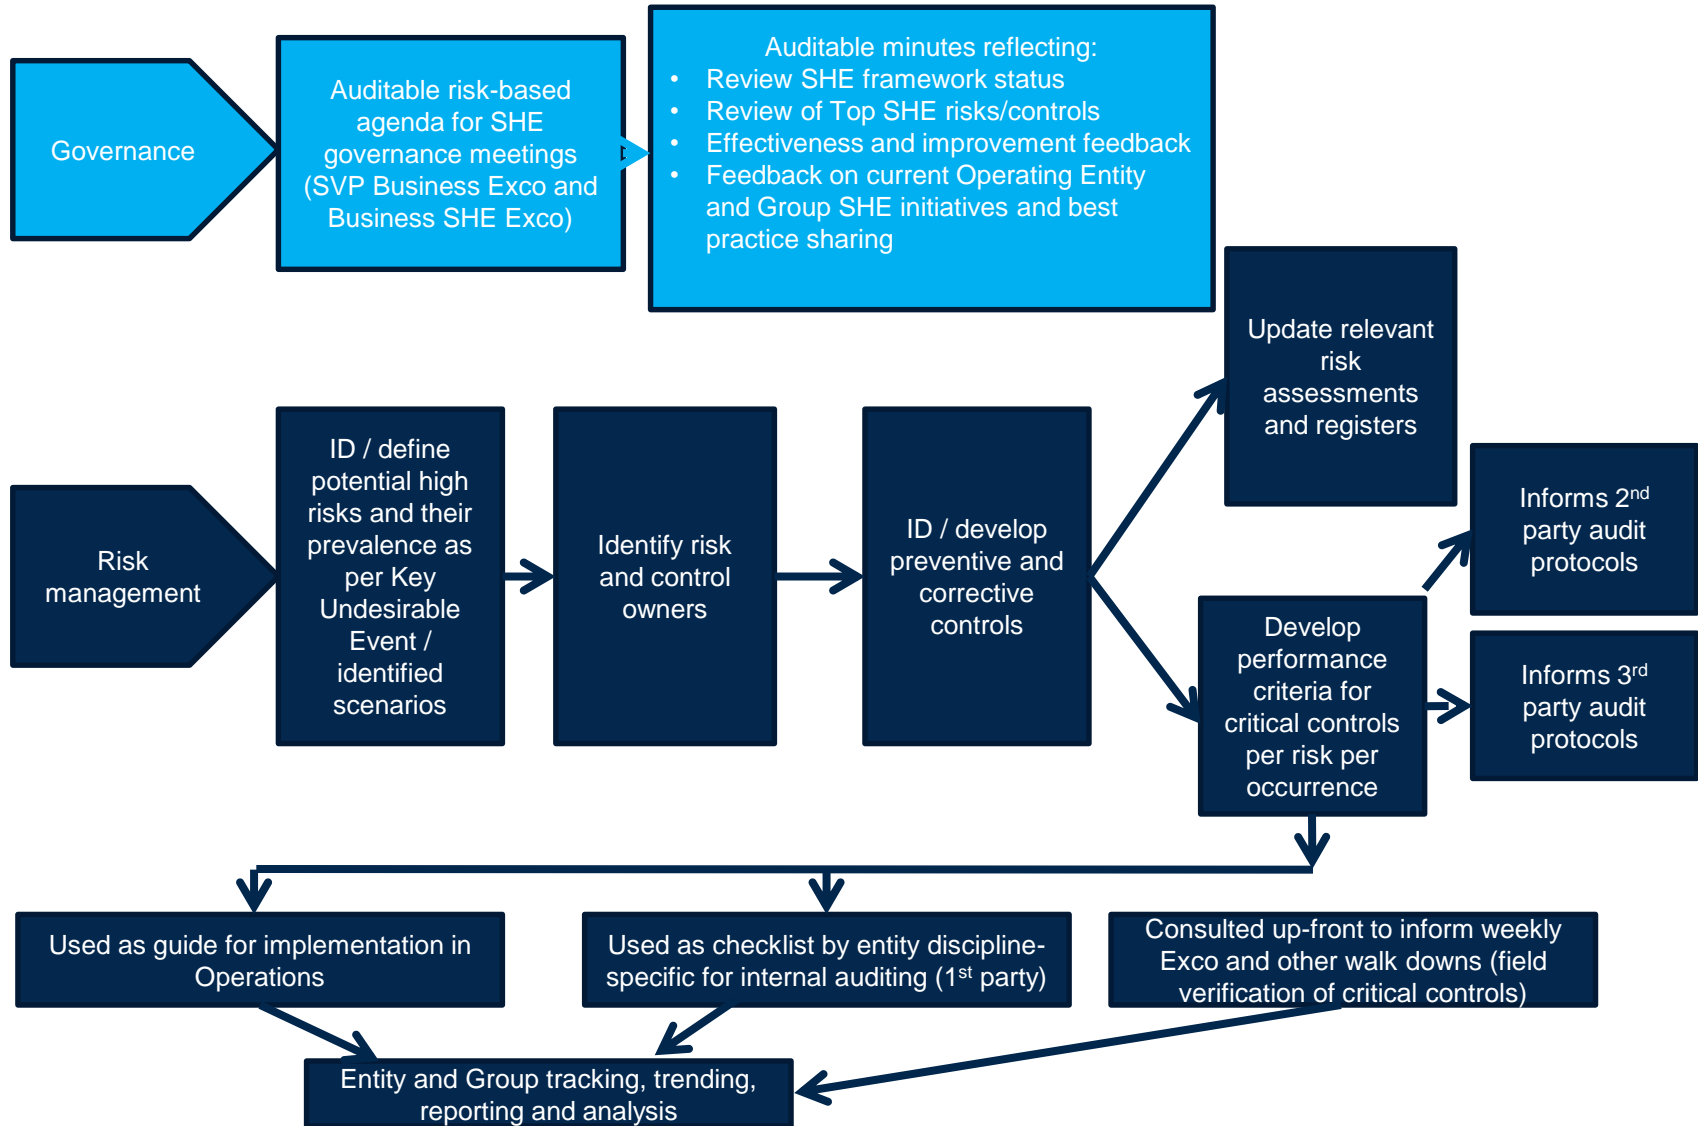 Governance
Auditable risk-based
agenda for SHE
governance meetings
(SVP Business Exco and
Business SHE Exco)
Auditable minutes reflecting:
• Review SHE framework status
• Review of Top SHE risks/controls
• Effectiveness and improvement feedback
• Feedback on current Operating Entity
and Group SHE initiatives and best
practice sharing
Risk
management
ID / define
potential high
risks and their
prevalence as
per Key
Undesirable
Event /
identified
scenarios
Identify risk
and control
owners
ID / develop
preventive and
corrective
controls
Update relevant
risk
assessments
and registers
Develop
performance
criteria for
critical controls
per risk per
occurrence
Informs 2nd
party audit
protocols
Informs 3rd
party audit
protocols
Used as guide for implementation in
Operations
Used as checklist by entity discipline-
specific for internal auditing (1st party)
Consulted up-front to inform weekly
Exco and other walk downs (field
verification of critical controls)
Entity and Group tracking, trending,
reporting and analysis